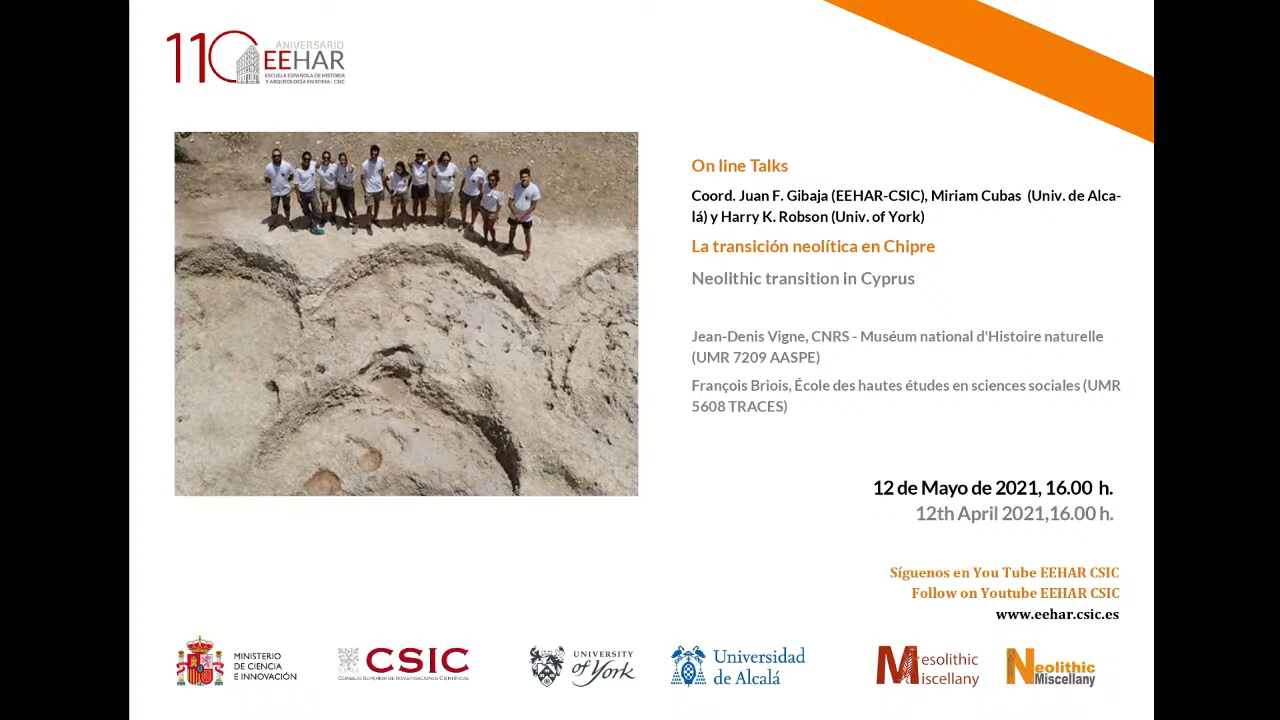 110 ANIVERSARIO
EEHAR
ESCUELA ESPAÑOLA DE HISTORIA
Y ARQUEOLOGÍA EN ROMA - CSIC
On line Talks
Coord. Juan F. Gibaja (EEHAR-CSIC), Miriam Cubas (Univ. de Alca-
lá) y Harry K. Robson (Univ. of York)
La transición neolítica en Chipre
Neolithic transition in Cyprus
Jean-Denis Vigne, CNRS - Muséum national d'Histoire naturelle
(UMR 7209 AASPE)
François Briois, École des hautes études en sciences sociales (UMR
5608 TRACES)
12 de Mayo de 2021, 16.00 h.
12th April 2021,16.00 h.
Síguenos en You Tube EEHAR CSIC
Follow on Youtube EEHAR CSIC
www.eehar.csic.es
MINISTERIO
DE CIENCIA
E INNOVACIÓN
CSIC
CONSEJO SUPERIOR DE INVESTIGACIONES CIENTÍFICAS
UNIVERSITY
of York
Universidad
de Alcalá
Mesolithic
Miscellany
Neolithic
Miscellany